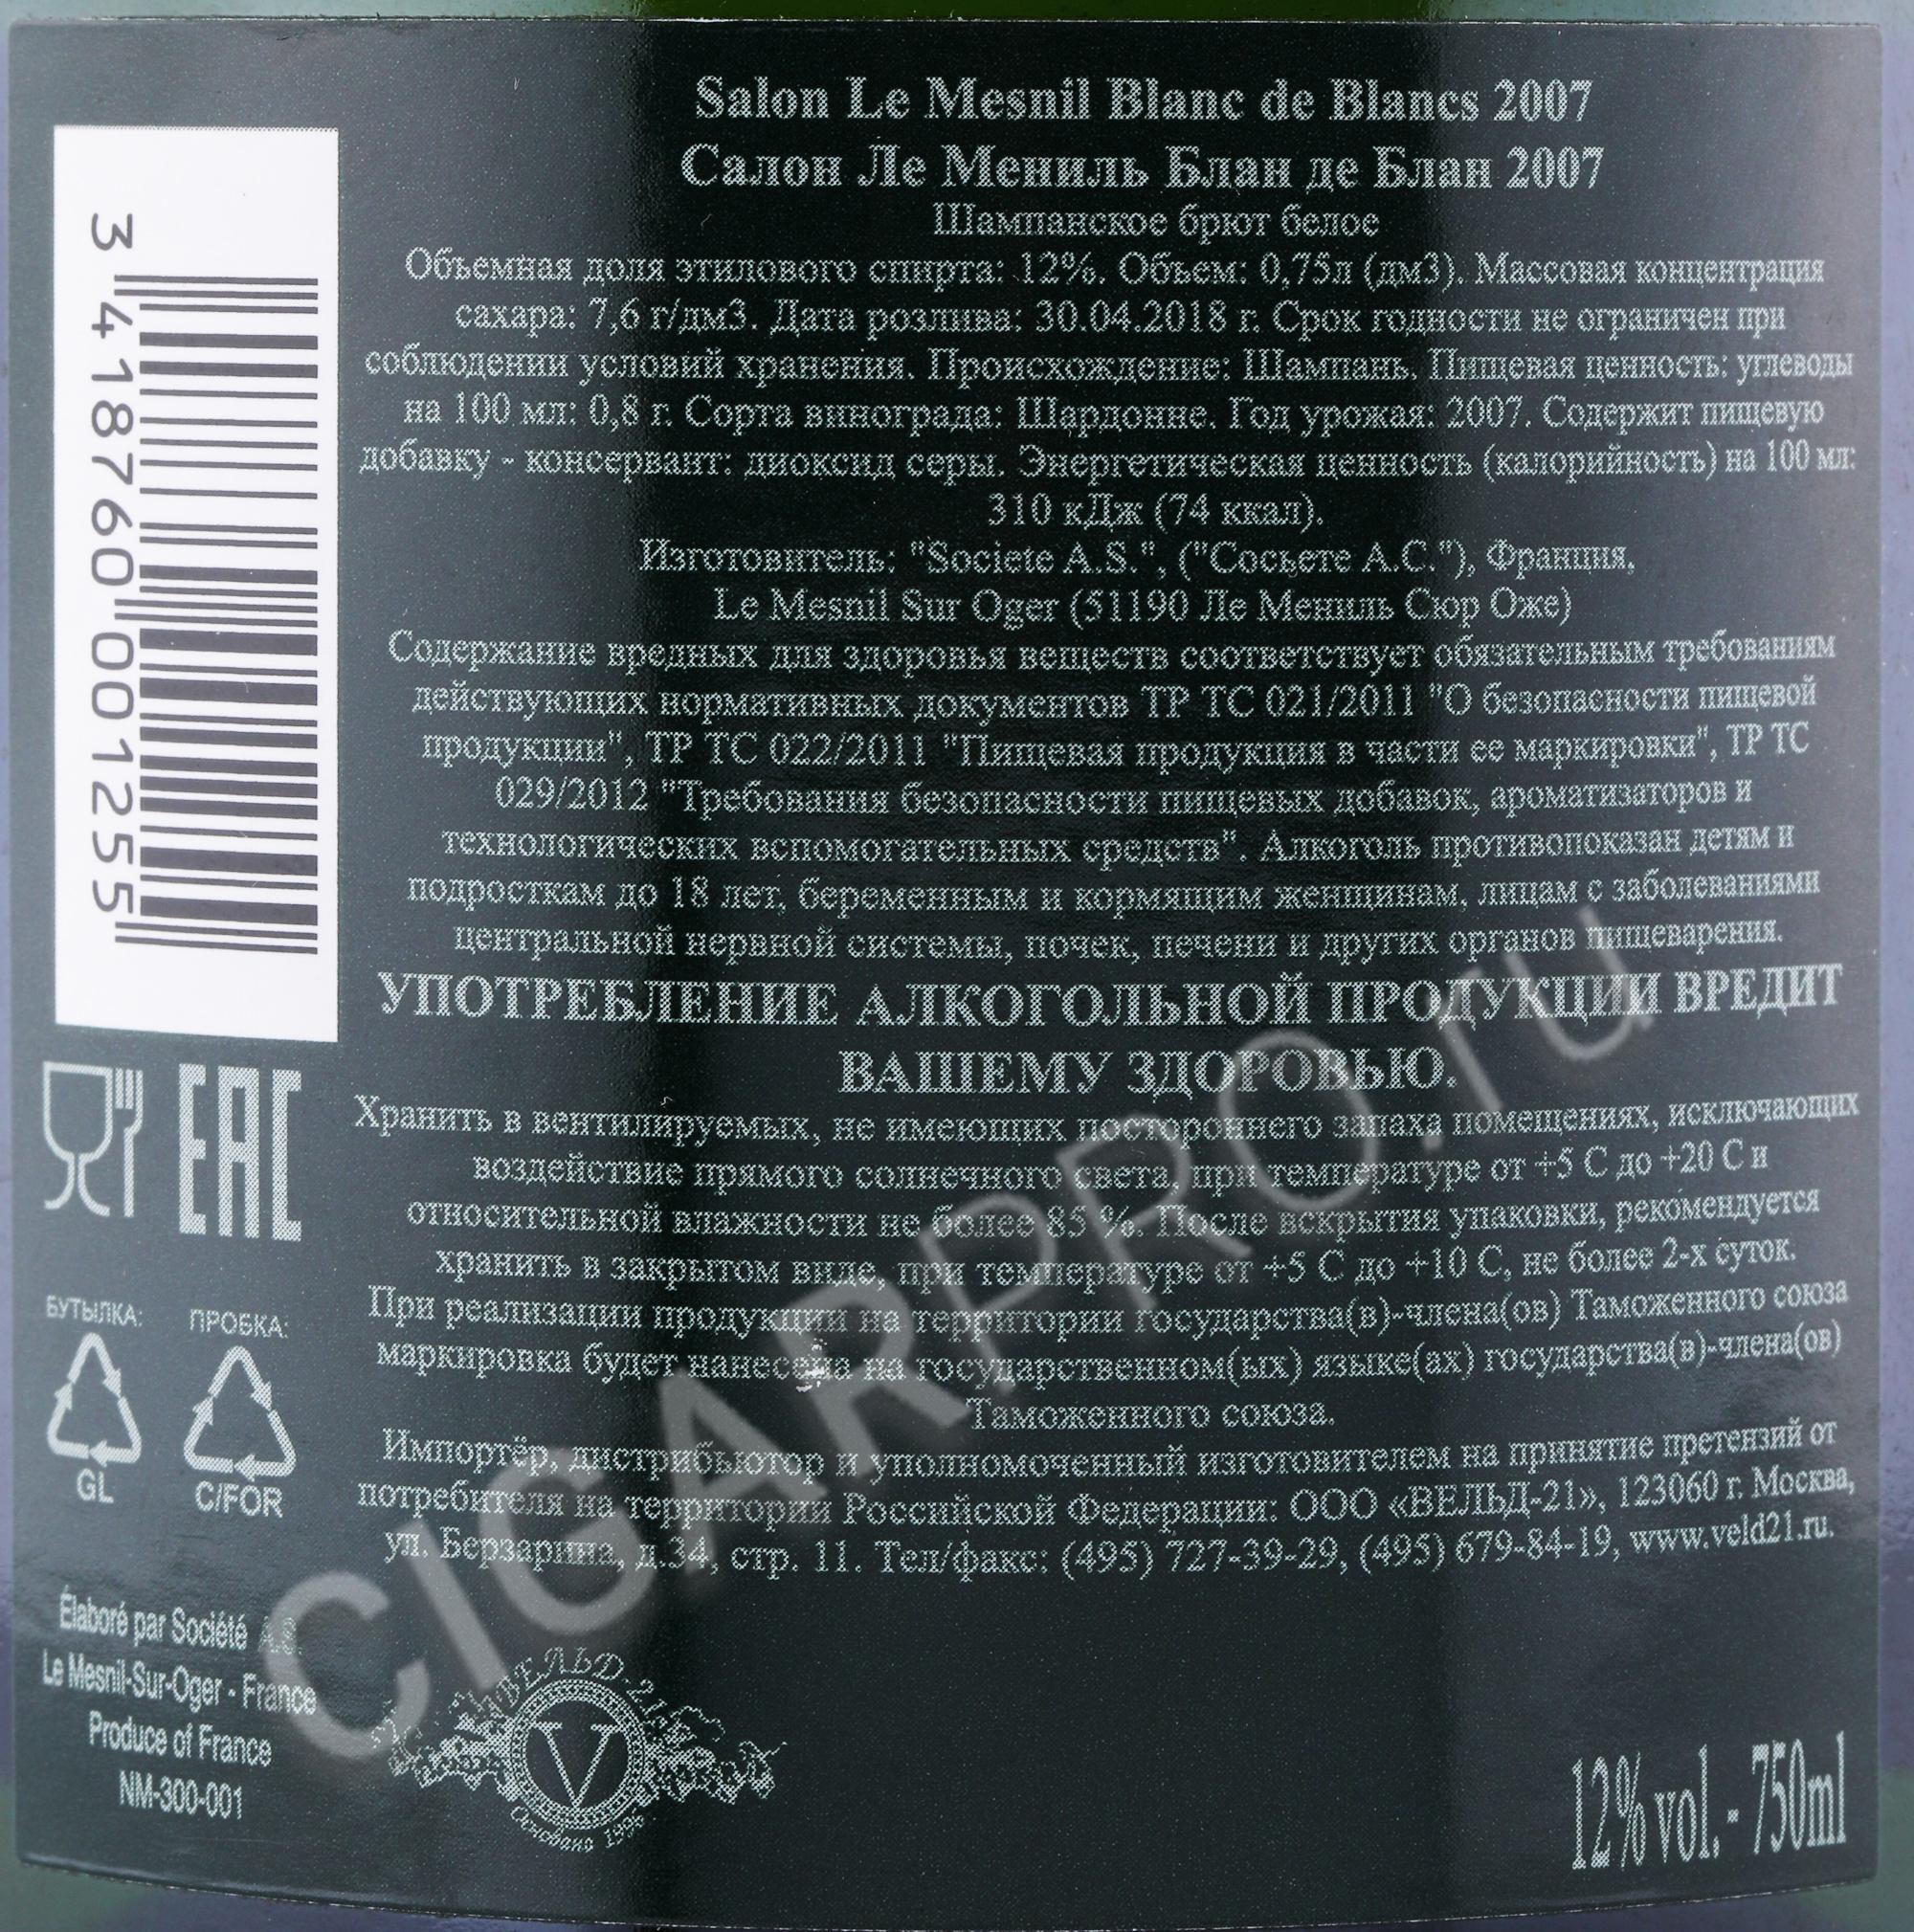 Salon Le Mesnil Blanc de Blancs 2007
Салон Ле Мениль Блан де Блан 2007
Шампанское брют белое
Объемная доля этилового спирта: 12%. Объем: 0,75л (дм3). Массовая концентрация
сахара: 7,6 г/дм3. Дата розлива: 30.04.2018 г. Срок годности не ограничен при
соблюдении условий хранения. Происхождение: Шампань. Пищевая ценность: углеводы
на 100 мл: 0,8 г. Сорта винограда: Шардонне. Год урожая: 2007. Содержит пищевую
добавку - консервант: диоксид серы. Энергетическая ценность (калорийность) на 100 мл:
310 кДж (74 ккал).
Изготовитель: "Societe A.S.", ("Сосьете А.С."), Франция,
Le Mesnil Sur Oger (51190 Ле Мениль Сюр Оже)
Содержание вредных для здоровья веществ соответствует обязательным требованиям
действующих нормативных документов ТР ТС 021/2011 "О безопасности пищевой
продукции", ТР ТС 022/2011 "Пищевая продукция в части ее маркировки", ТР ТС
029/2012 "Требования безопасности пищевых добавок, ароматизаторов и
технологических вспомогательных средств". Алкоголь противопоказан детям и
подросткам до 18 лет, беременным и кормящим женщинам, лицам с заболеваниями
центральной нервной системы, почек, печени и других органов пищеварения.
УПОТРЕБЛЕНИЕ АЛКОГОЛЬНОЙ ПРОДУКЦИИ ВРЕДИТ
ВАШЕМУ ЗДОРОВЬЮ.
Хранить в вентилируемых, не имеющих постороннего запаха помещениях, исключающих
воздействие прямого солнечного света, при температуре от +5 С до +20 С и
относительной влажности не более 85 %. После вскрытия упаковки, рекомендуется
хранить в закрытом виде, при температуре от +5 С до +10 С, не более 2-х суток.
При реализации продукции на территории государства(в)-члена(ов) Таможенного союза
маркировка будет нанесена на государственном(ых) языке(ах) государства(в)-члена(ов)
Таможенного союза.
Импортёр, дистрибьютор и уполномоченный изготовителем на принятие претензий от
потребителя на территории Российской Федерации: ООО «ВЕЛЬД-21», 123060 г. Москва,
ул. Берзарина, д.34, стр. 11. Тел/факс: (495) 727-39-29, (495) 679-84-19, www.veld21.ru.
3 418760 001255
EAC
БУТЫЛКА:
GL
ПРОБКА:
C/FOR
Élaboré par Société A.S.
Le Mesnil-Sur-Oger - France
Produce of France
NM-300-001
ВЕЛЬД-21
V
Основано
12% vol. - 750ml
CIGARPRO.ru